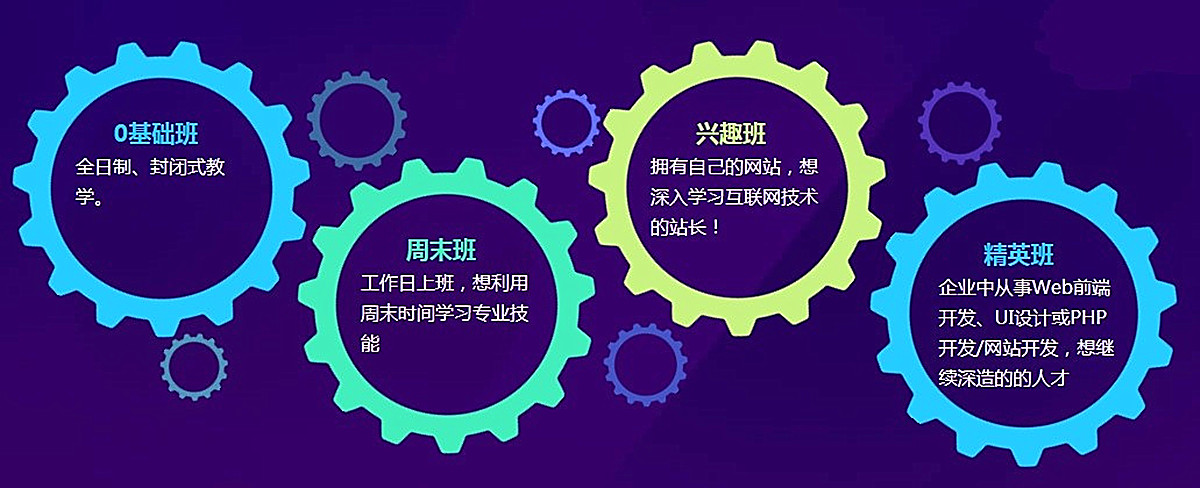 0基础班
全日制、封闭式教
学。
周末班
工作日上班，想利用
周末时间学习专业技
能
兴趣班
拥有自己的网站，想
深入学习互联网技术
的站长！
精英班
企业中从事Web前端
开发、UI设计或PHP
开发/网站开发，想继
续深造的的人才